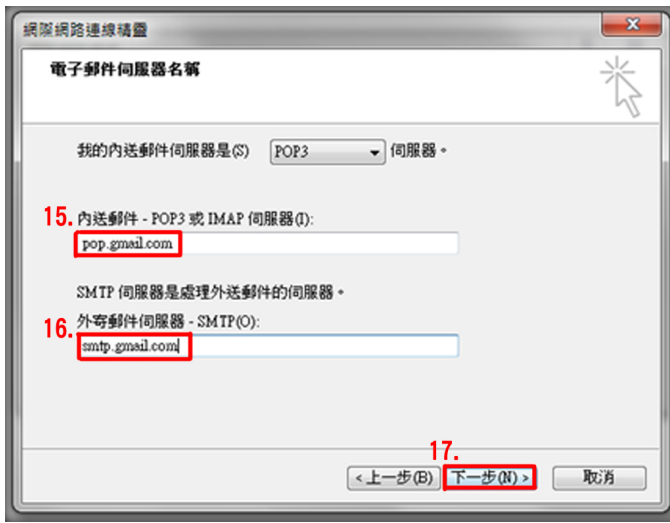 網際網路連線精靈
電子郵件伺服器名稱
我的內送郵件伺服器是(S) POP3 伺服器。
15. 內送郵件 - POP3 或 IMAP 伺服器(I):
pop.gmail.com
SMTP 伺服器是處理外送郵件的伺服器。
16. 外寄郵件伺服器 - SMTP(O):
smtp.gmail.com
17.
<上一步(B) 下一步(N)> 取消